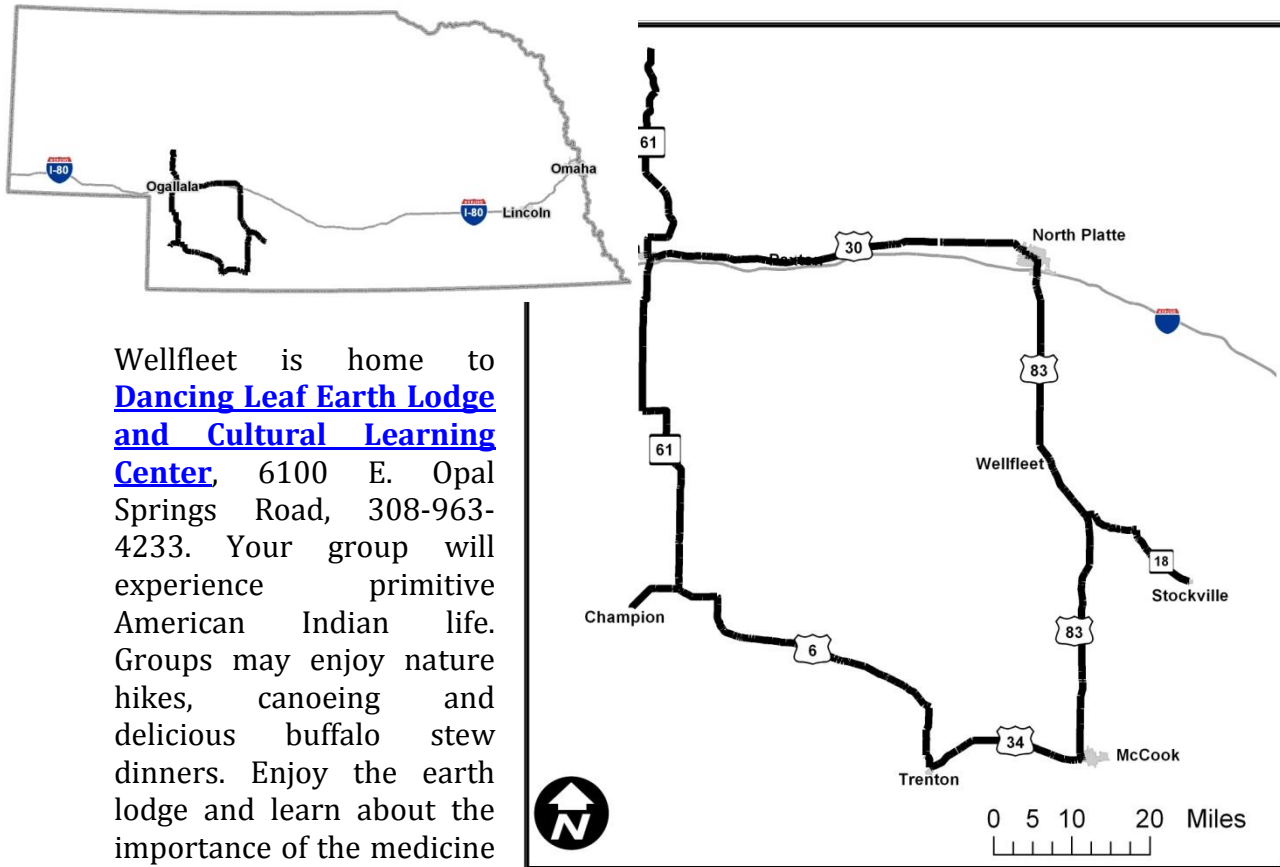 I-80
Ogallala
I-80
Lincoln
Omaha
Wellfleet is home to
Dancing Leaf Earth Lodge
and Cultural Learning
Center, 6100 E. Opal
Springs Road, 308-963-
4233. Your group will
experience primitive
American Indian life.
Groups may enjoy nature
hikes, canoeing and
delicious buffalo stew
dinners. Enjoy the earth
lodge and learn about the
importance of the medicine
61
North Platte
30
Paxton
83
61
Wellfleet
18
Stockville
Champion
83
6
34
McCook
Trenton
N
0 5 10 20 Miles